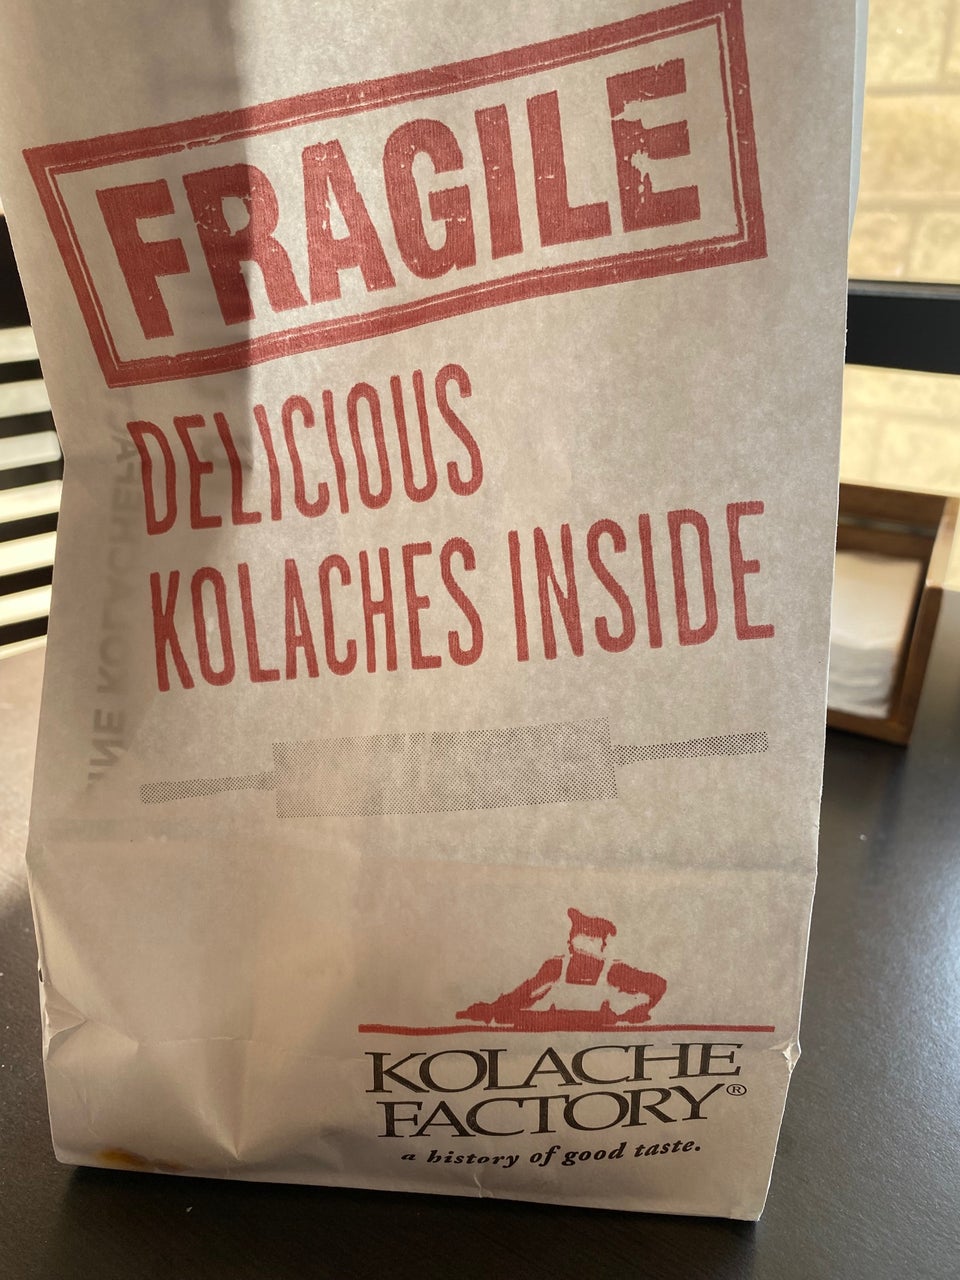 FRAGILE
DELICIOUS
KOLACHES INSIDE
KOLACHE
FACTORY®
a history of good taste.